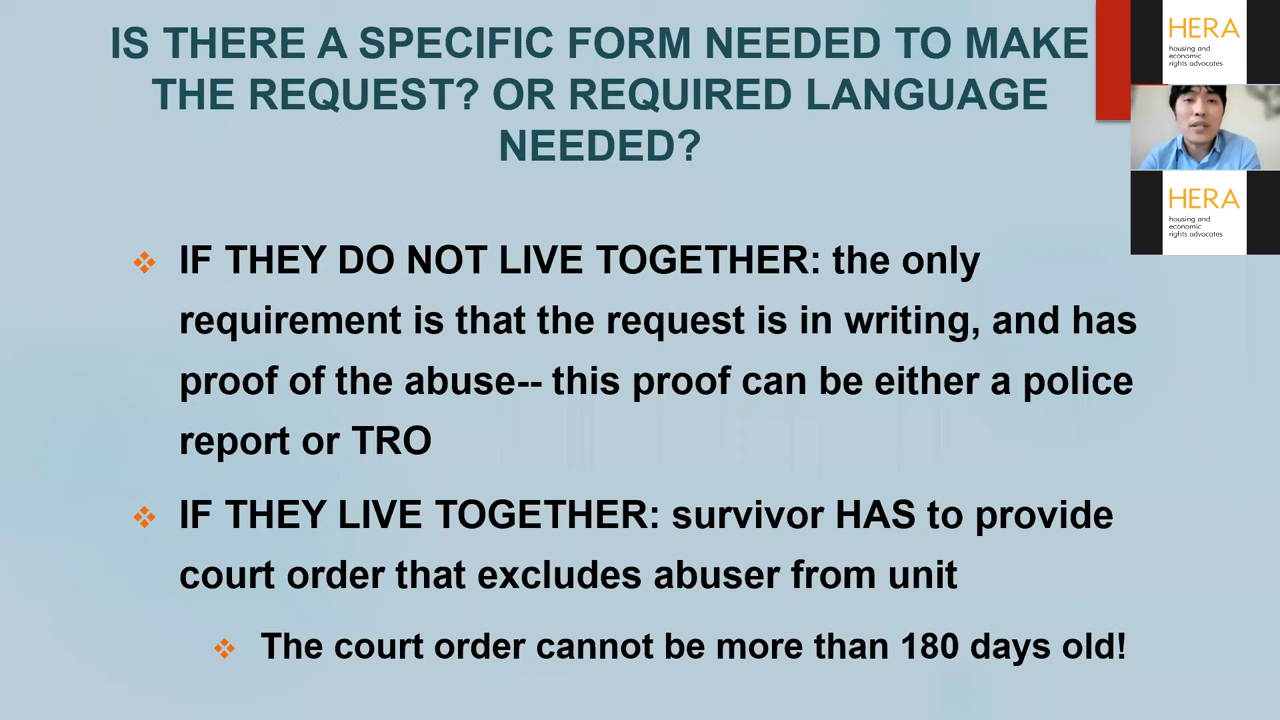 IS THERE A SPECIFIC FORM NEEDED TO MAKE
THE REQUEST? OR REQUIRED LANGUAGE
NEEDED?
IF THEY DO NOT LIVE TOGETHER: the only
requirement is that the request is in writing, and has
proof of the abuse-- this proof can be either a police
report or TRO
IF THEY LIVE TOGETHER: survivor HAS to provide
court order that excludes abuser from unit
The court order cannot be more than 180 days old!
HERA
housing and
economic
rights advocates
HERA
housing and
economic
rights advocates